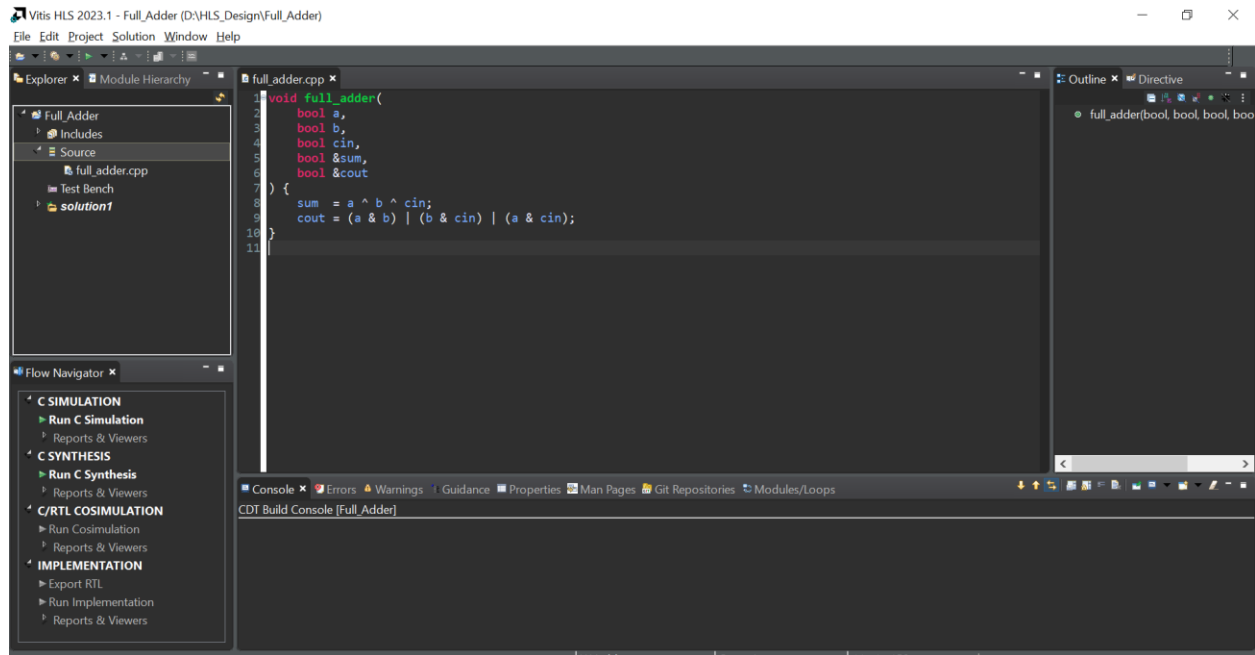 Vitis HLS 2023.1 - Full_Adder (D:\HLS_Design\Full_Adder)
File Edit Project Solution Window Help
Explorer Module Hierarchy
Full_Adder
Includes
Source
full_adder.cpp
Test Bench
solution1
full_adder.cpp
1 void full_adder(
2 bool a,
3 bool b,
4 bool cin,
5 bool &sum,
6 bool &cout
7 ) {
8 sum = a ^ b ^ cin;
9 cout = (a & b) | (b & cin) | (a & cin);
10 }
11
Outline Directive
full_adder(bool, bool, bool, boo
Flow Navigator
C SIMULATION
Run C Simulation
Reports & Viewers
C SYNTHESIS
Run C Synthesis
Reports & Viewers
C/RTL COSIMULATION
Run Cosimulation
Reports & Viewers
IMPLEMENTATION
Export RTL
Run Implementation
Reports & Viewers
Console Errors Warnings Guidance Properties Man Pages Git Repositories Modules/Loops
CDT Build Console [Full_Adder]